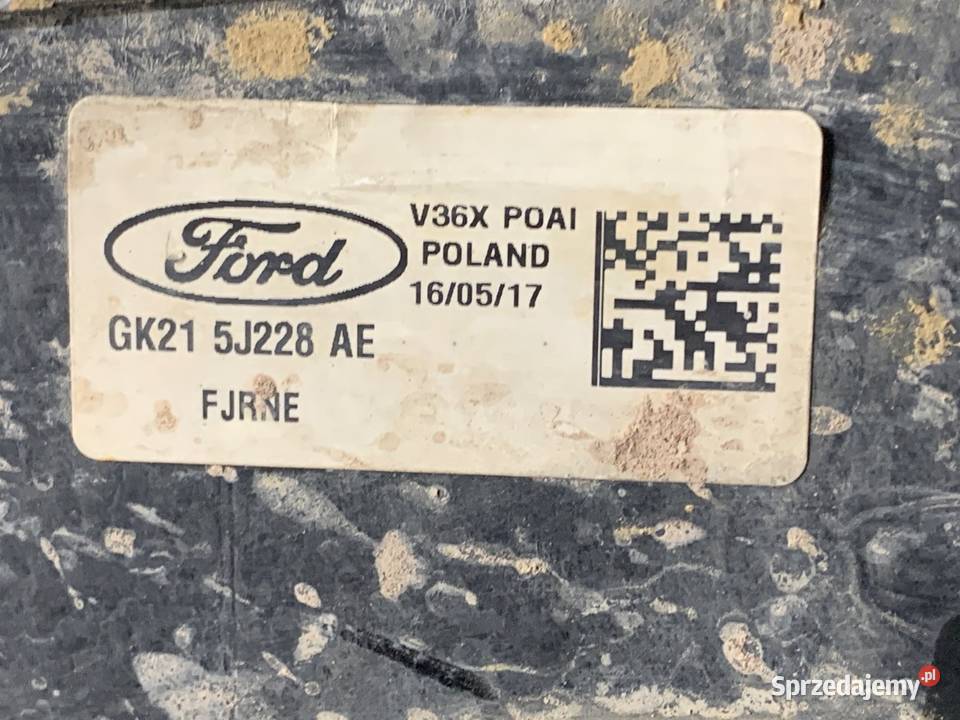 Ford
V36X POAI
POLAND
16/05/17
GK21 5J228 AE
FJRNE
Sprzedajemy.pl